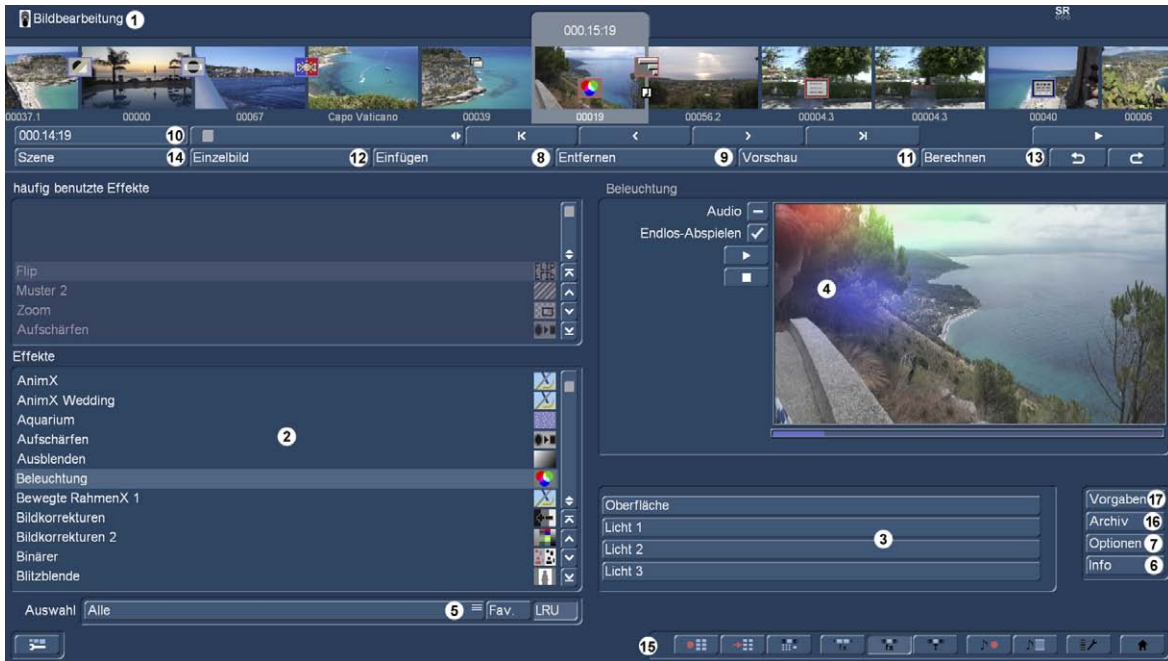 Bildbearbeitung 1
SR
000.15:19
00037.1 00000 00067 Capo Vaticano 00039 00019 00056.2 00004.3 00004.3 00040 00006
000.14:19 10
Szene 14 Einzelbild 12 Einfügen 8 Entfernen 9 Vorschau 11 Berechnen 13
häufig benutzte Effekte
Flip
Muster 2
Zoom
Aufschärfen
Effekte
AnimX
AnimX Wedding
Aquarium
Aufschärfen
2
Ausblenden
Beleuchtung
Bewegte RahmenX 1
Bildkorrekturen
Bildkorrekturen 2
Binärer
Blitzblende
Auswahl Alle 5 Fav. LRU
Beleuchtung
Audio
Endlos-Abspielen
4
Oberfläche
Licht 1
Licht 2
Licht 3
3
Vorgaben 17
Archiv 16
Optionen 7
Info 6
15